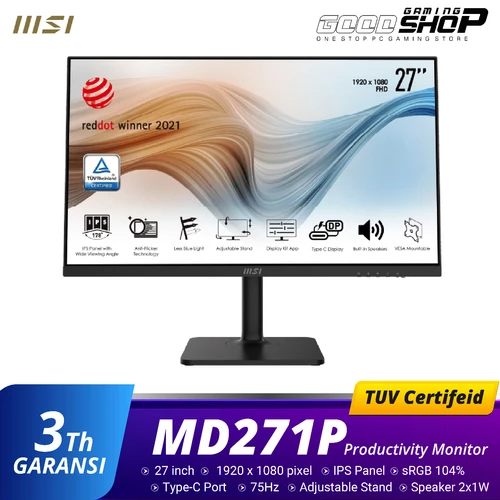 MSI
GAMING
GOODSHOP
ONE STOP PC GAMING STORE
1920 x 1080
FHD
27”
reddot winner 2021
TÜVRheinland
CERTIFIED
178°
DP
IPS Panel with
Wide Viewing Angle
Anti-Flicker
Technology
Less Blue Light
Adjustable Stand
Display Kit App
Type C Display
Built-in Speakers
VESA Mountable
MSI
TUV Certifeid
3Th
GARANSI
MD271P Productivity Monitor
27 inch
1920 x 1080 pixel
IPS Panel
sRGB 104%
Type-C Port
75Hz
Adjustable Stand
Speaker 2x1W